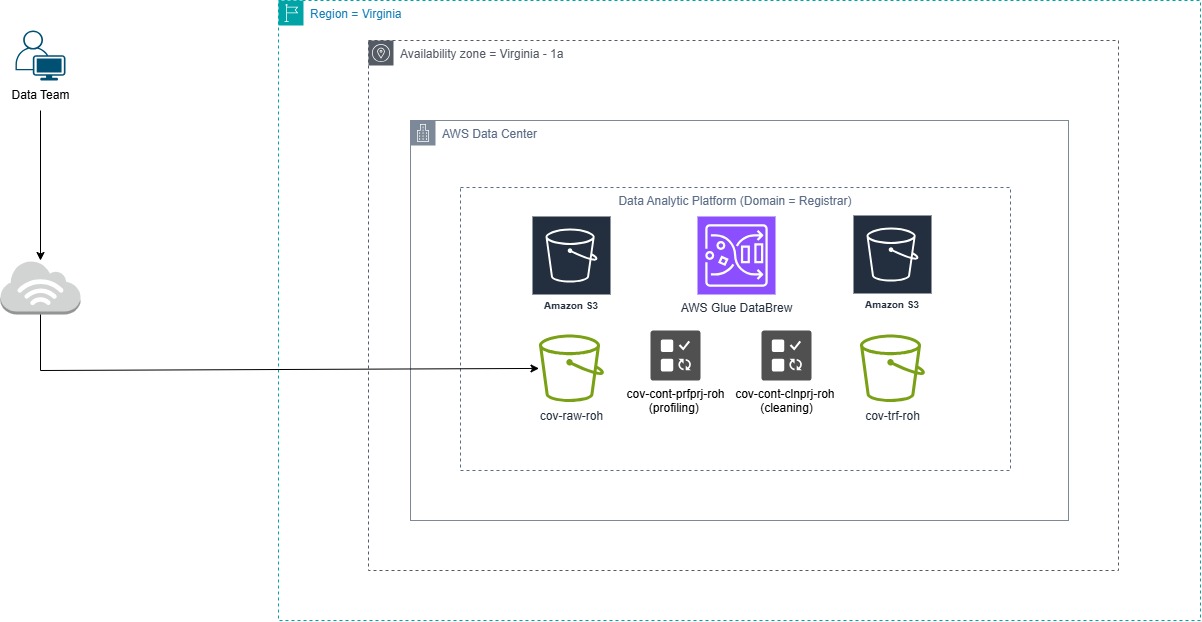 Region = Virginia
Availability zone = Virginia - 1a
Data Team
AWS Data Center
Data Analytic Platform (Domain = Registrar)
Amazon S3
AWS Glue DataBrew
Amazon S3
cov-raw-roh
cov-cont-prfprj-roh
(profiling)
cov-cont-clnprj-roh
(cleaning)
cov-trf-roh